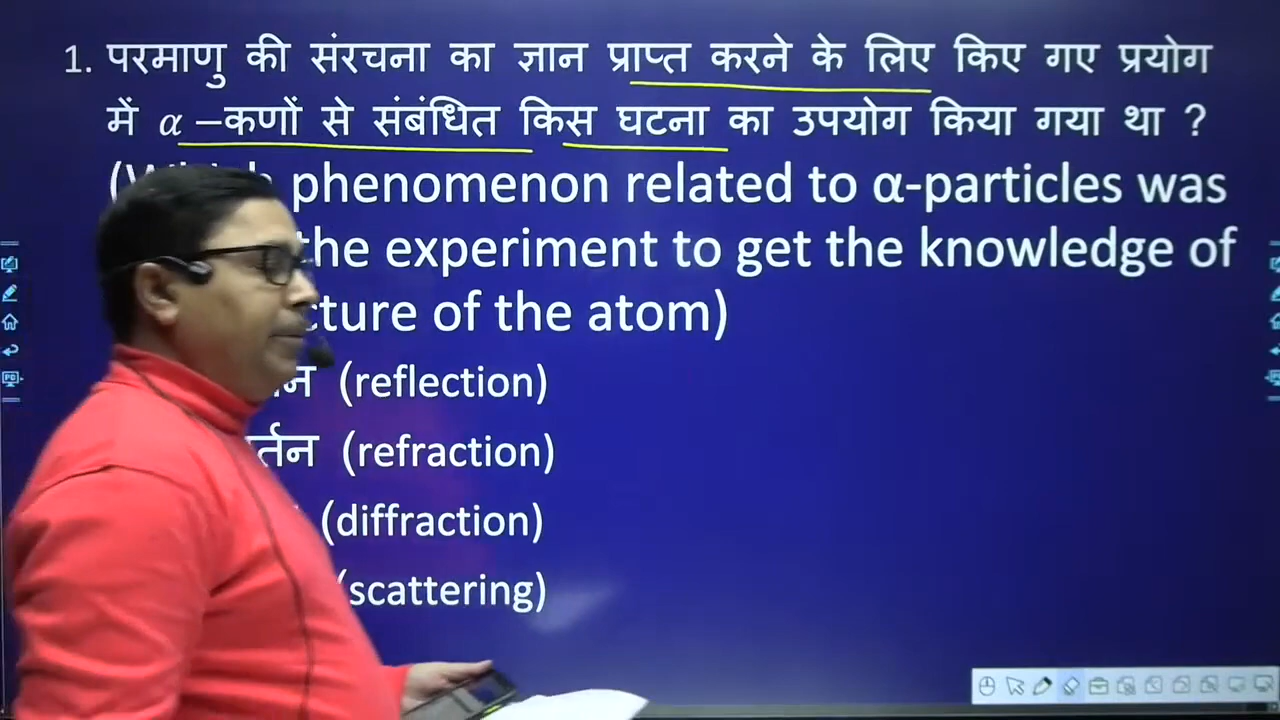 1. परमाणु की संरचना का ज्ञान प्राप्त करने के लिए किए गए प्रयोग
में α –कणों से संबंधित किस घटना का उपयोग किया गया था ?
phenomenon related to α-particles was
the experiment to get the knowledge of
of the atom)
(reflection)
(refraction)
(diffraction)
(scattering)